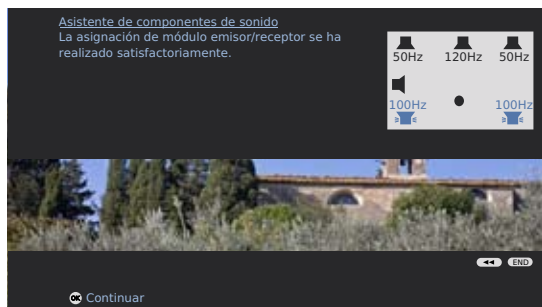 Asistente de componentes de sonido
La asignación de módulo emisor/receptor se ha
realizado satisfactoriamente.
50Hz 120Hz 50Hz
100Hz 100Hz
END
OK Continuar